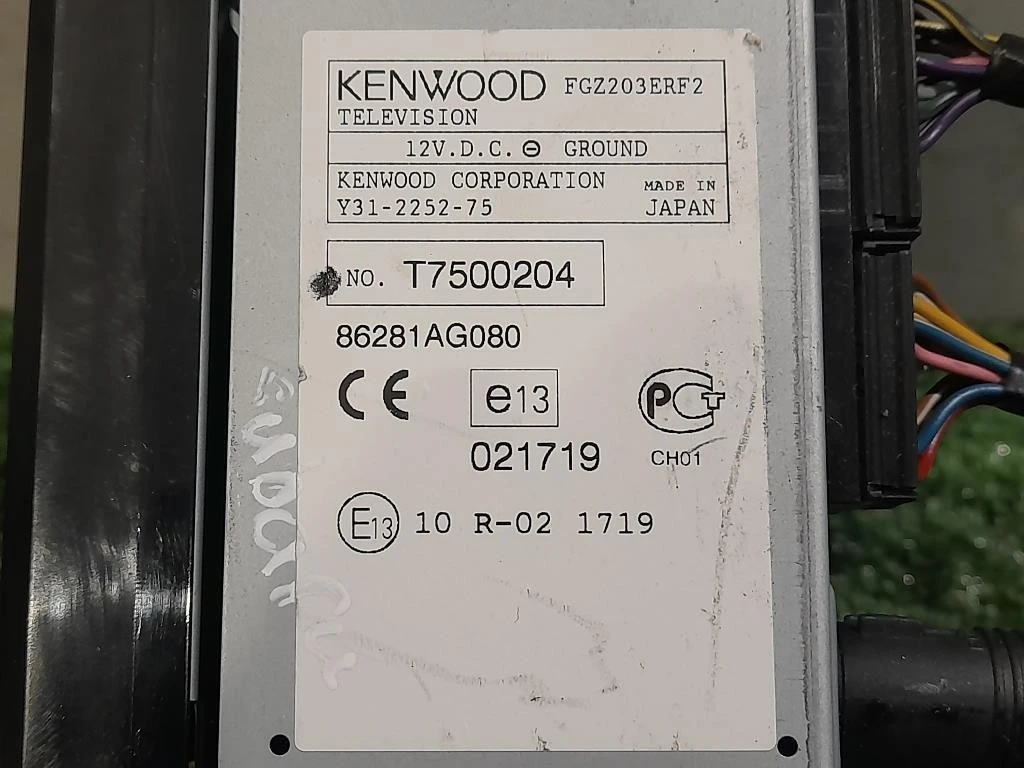 KENWOOD FGZ203ERF2
TELEVISION
12V.D.C. ⊖ GROUND
KENWOOD CORPORATION MADE IN
Y31-2252-75 JAPAN
NO. T7500204
86281AG080
CE e13 PCT
021719 CH01
E13 10 R-02 1719